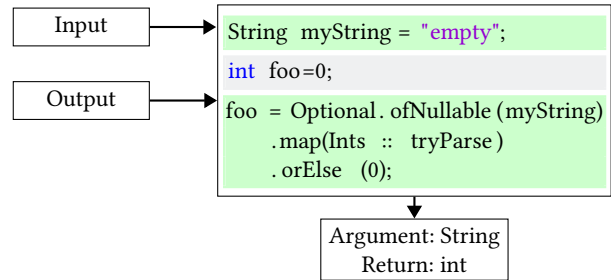 Input
String myString = "empty";
int foo=0;
Output
foo = Optional. ofNullable (myString)
.map(Ints :: tryParse )
. orElse (0);
Argument: String
Return: int